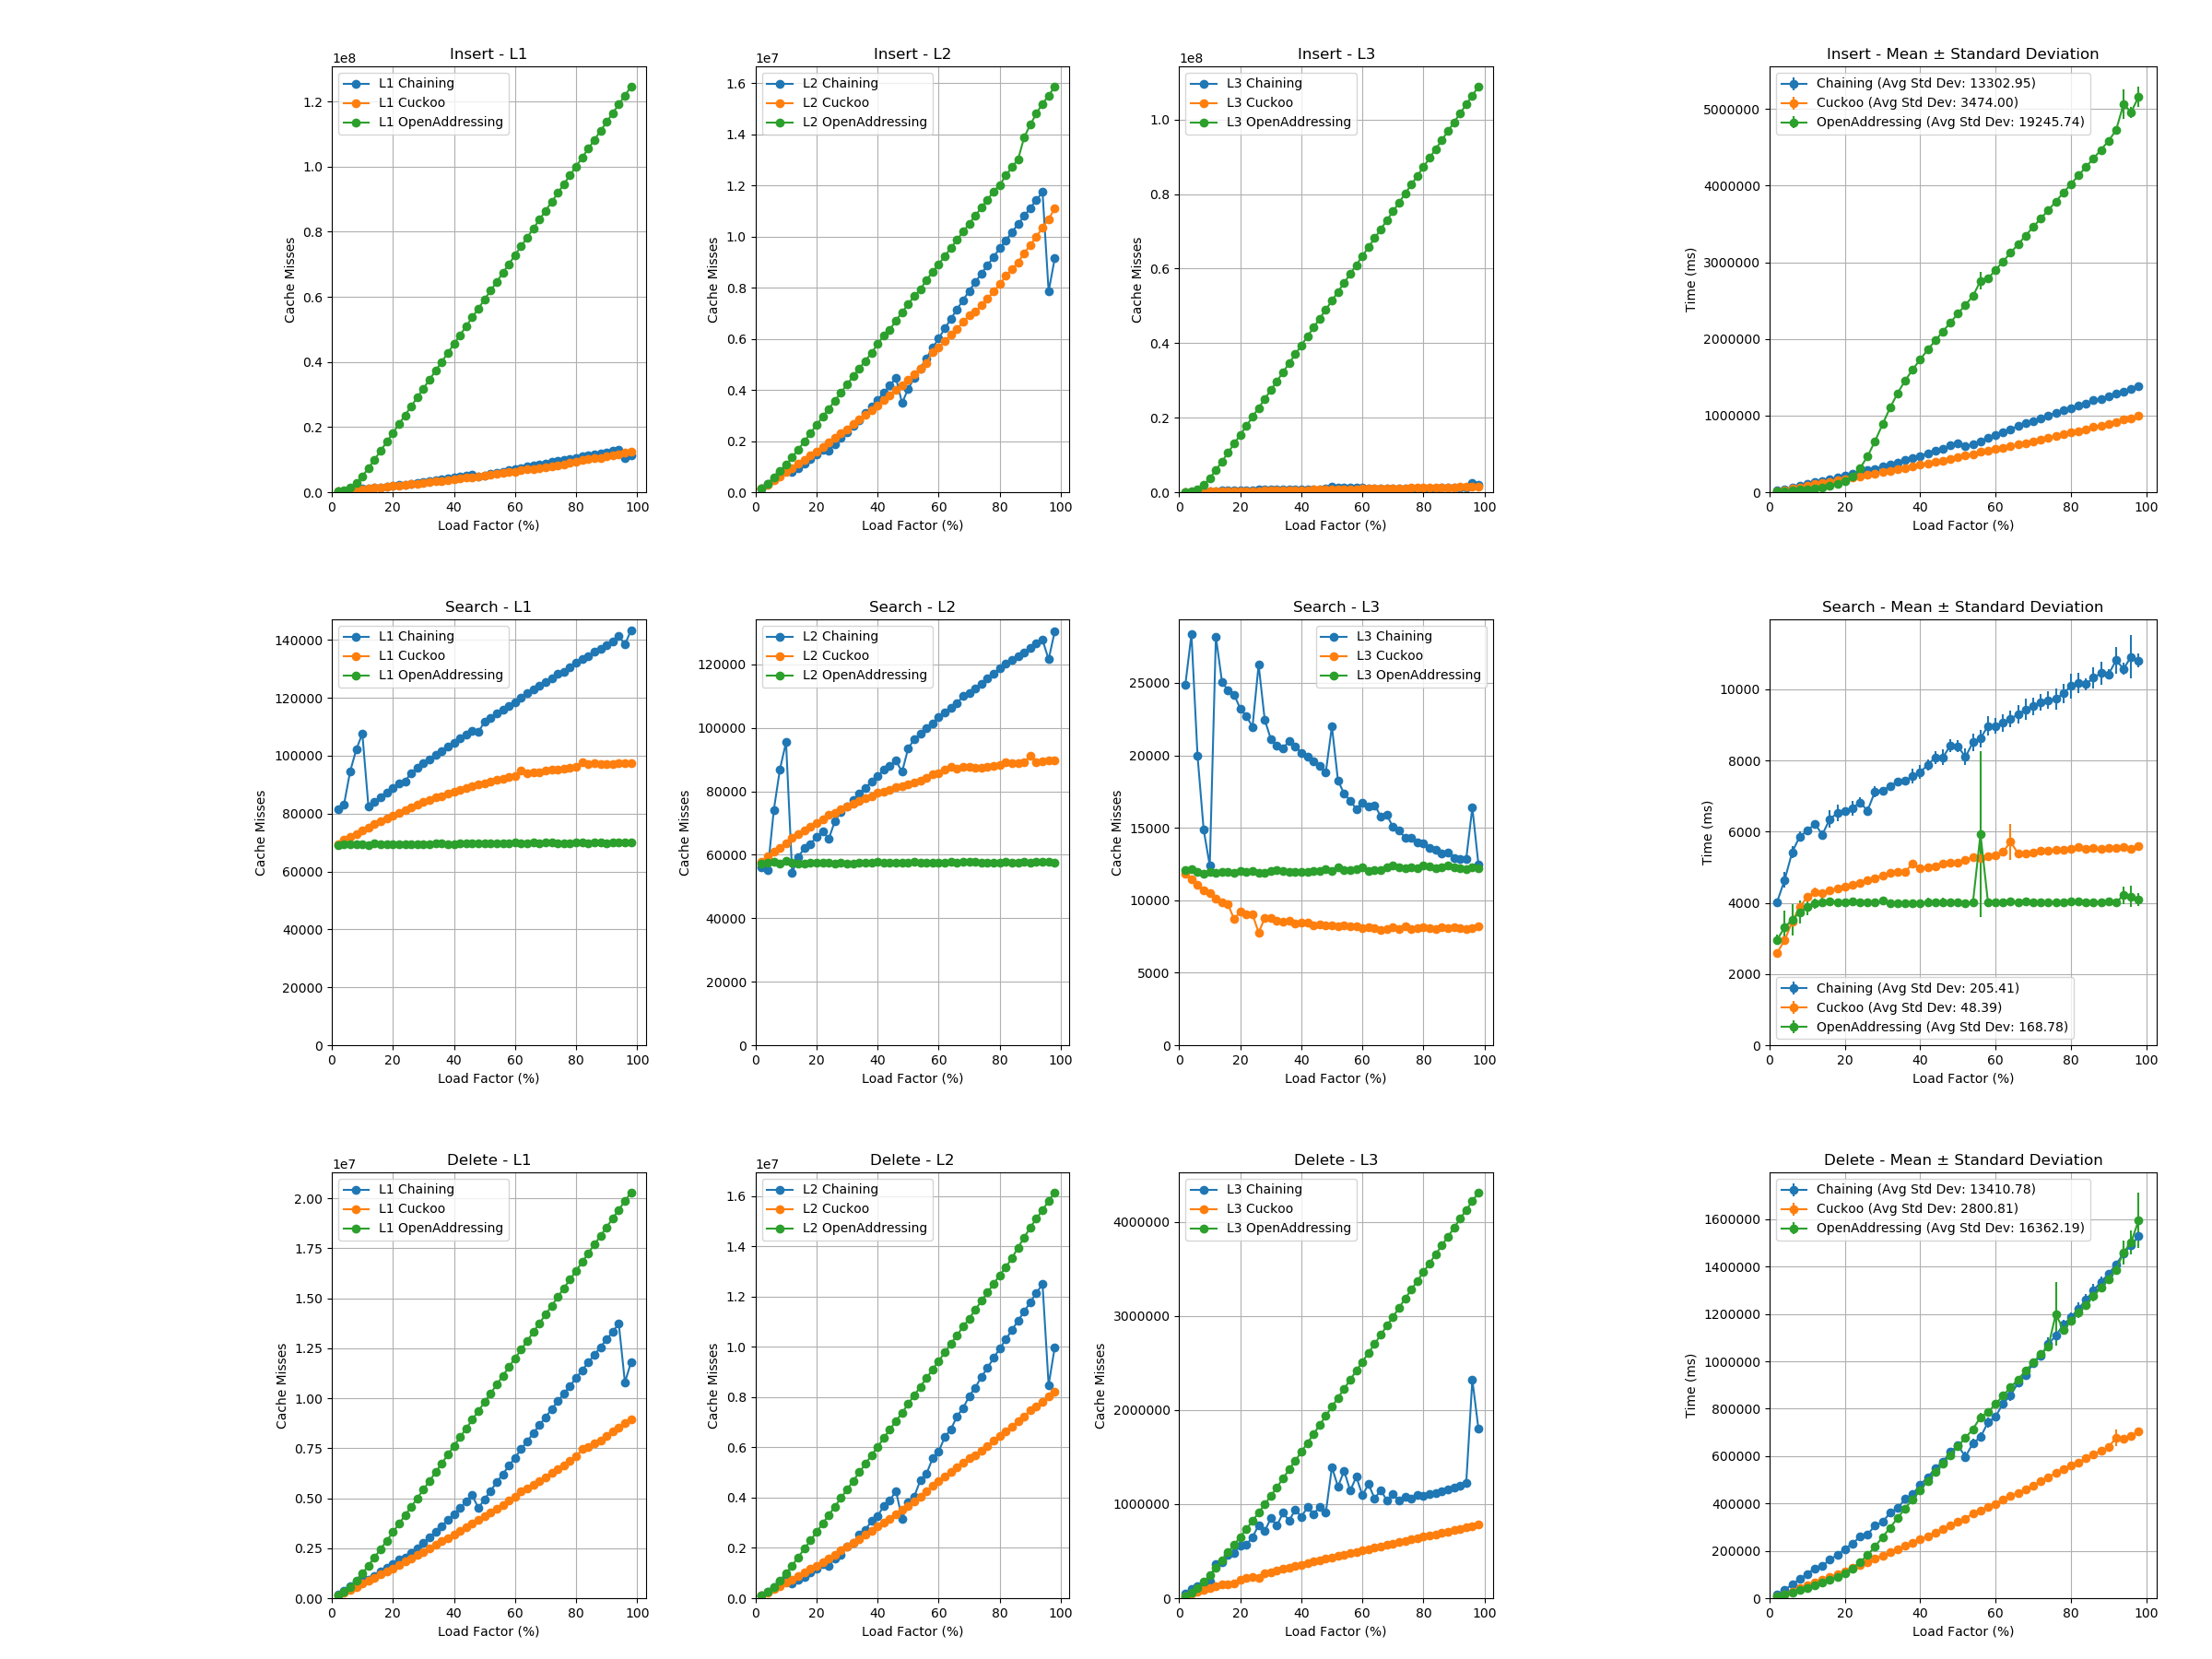 Insert - L1
1e8
L1 Chaining
L1 Cuckoo
L1 OpenAddressing
1.2
1.0
0.8
0.6
0.4
0.2
0.0
Cache Misses
0 20 40 60 80 100
Load Factor (%)
Insert - L2
1e7
L2 Chaining
L2 Cuckoo
L2 OpenAddressing
1.6
1.4
1.2
1.0
0.8
0.6
0.4
0.2
0.0
Cache Misses
0 20 40 60 80 100
Load Factor (%)
Insert - L3
1e8
L3 Chaining
L3 Cuckoo
L3 OpenAddressing
1.0
0.8
0.6
0.4
0.2
0.0
Cache Misses
0 20 40 60 80 100
Load Factor (%)
Insert - Mean ± Standard Deviation
Chaining (Avg Std Dev: 13302.95)
Cuckoo (Avg Std Dev: 3474.00)
OpenAddressing (Avg Std Dev: 19245.74)
5000000
4000000
3000000
2000000
1000000
0
Time (ms)
0 20 40 60 80 100
Load Factor (%)
Search - L1
L1 Chaining
L1 Cuckoo
L1 OpenAddressing
140000
120000
100000
80000
60000
40000
20000
0
Cache Misses
0 20 40 60 80 100
Load Factor (%)
Search - L2
L2 Chaining
L2 Cuckoo
L2 OpenAddressing
120000
100000
80000
60000
40000
20000
0
Cache Misses
0 20 40 60 80 100
Load Factor (%)
Search - L3
L3 Chaining
L3 Cuckoo
L3 OpenAddressing
25000
20000
15000
10000
5000
0
Cache Misses
0 20 40 60 80 100
Load Factor (%)
Search - Mean ± Standard Deviation
10000
8000
6000
4000
2000
0
Time (ms)
Chaining (Avg Std Dev: 205.41)
Cuckoo (Avg Std Dev: 48.39)
OpenAddressing (Avg Std Dev: 168.78)
0 20 40 60 80 100
Load Factor (%)
Delete - L1
1e7
L1 Chaining
L1 Cuckoo
L1 OpenAddressing
2.00
1.75
1.50
1.25
1.00
0.75
0.50
0.25
0.00
Cache Misses
0 20 40 60 80 100
Load Factor (%)
Delete - L2
1e7
L2 Chaining
L2 Cuckoo
L2 OpenAddressing
1.6
1.4
1.2
1.0
0.8
0.6
0.4
0.2
0.0
Cache Misses
0 20 40 60 80 100
Load Factor (%)
Delete - L3
L3 Chaining
L3 Cuckoo
L3 OpenAddressing
4000000
3000000
2000000
1000000
0
Cache Misses
0 20 40 60 80 100
Load Factor (%)
Delete - Mean ± Standard Deviation
Chaining (Avg Std Dev: 13410.78)
Cuckoo (Avg Std Dev: 2800.81)
OpenAddressing (Avg Std Dev: 16362.19)
1600000
1400000
1200000
1000000
800000
600000
400000
200000
0
Time (ms)
0 20 40 60 80 100
Load Factor (%)